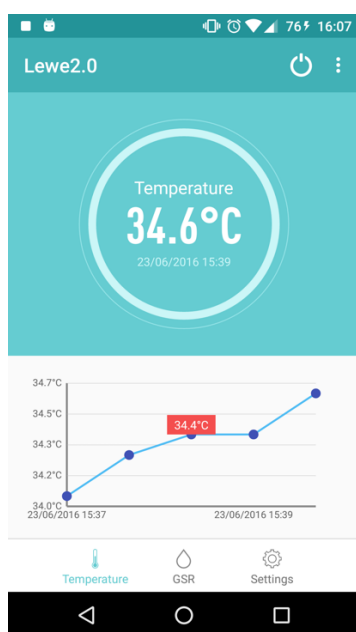 76 16:07
Lewe2.0
Temperature
34.6°C
23/06/2016 15:39
34.7°C
34.5°C
34.4°C
34.3°C
34.2°C
34.0°C
23/06/2016 15:37 23/06/2016 15:39
Temperature GSR Settings